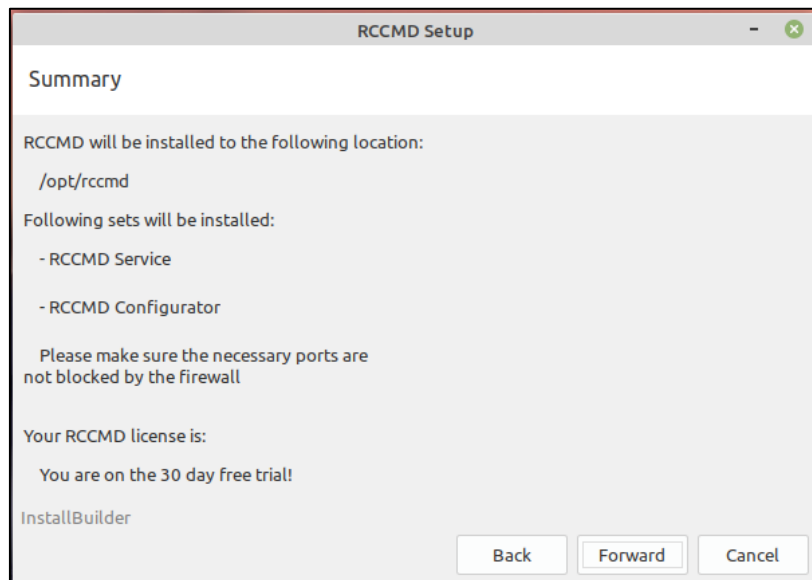 RCCMD Setup
Summary
RCCMD will be installed to the following location:
/opt/rccmd
Following sets will be installed:
- RCCMD Service
- RCCMD Configurator
Please make sure the necessary ports are
not blocked by the firewall
Your RCCMD license is:
You are on the 30 day free trial!
InstallBuilder
Back Forward Cancel